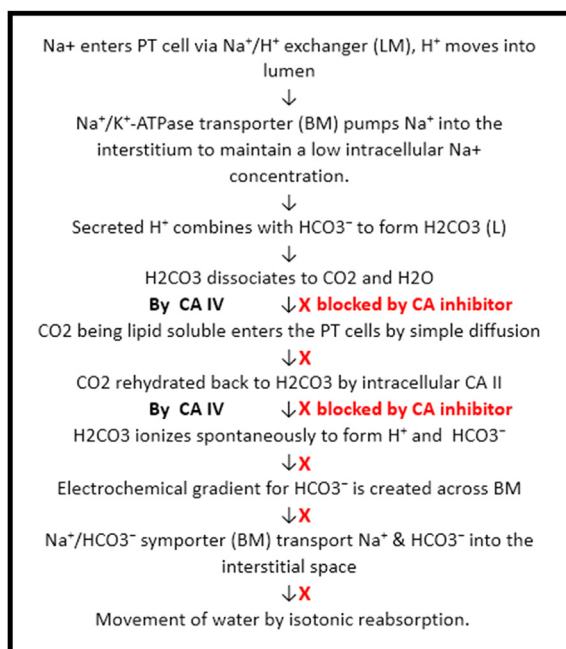 Na+ enters PT cell via Na⁺/H⁺ exchanger (LM), H⁺ moves into
lumen
↓
Na⁺/K⁺-ATPase transporter (BM) pumps Na⁺ into the
interstitium to maintain a low intracellular Na+
concentration.
↓
Secreted H⁺ combines with HCO3⁻ to form H2CO3 (L)
↓
H2CO3 dissociates to CO2 and H2O
By CA IV ↓X blocked by CA inhibitor
CO2 being lipid soluble enters the PT cells by simple diffusion
↓X
CO2 rehydrated back to H2CO3 by intracellular CA II
By CA IV ↓X blocked by CA inhibitor
H2CO3 ionizes spontaneously to form H⁺ and HCO3⁻
↓X
Electrochemical gradient for HCO3⁻ is created across BM
↓X
Na⁺/HCO3⁻ symporter (BM) transport Na⁺ & HCO3⁻ into the
interstitial space
↓X
Movement of water by isotonic reabsorption.